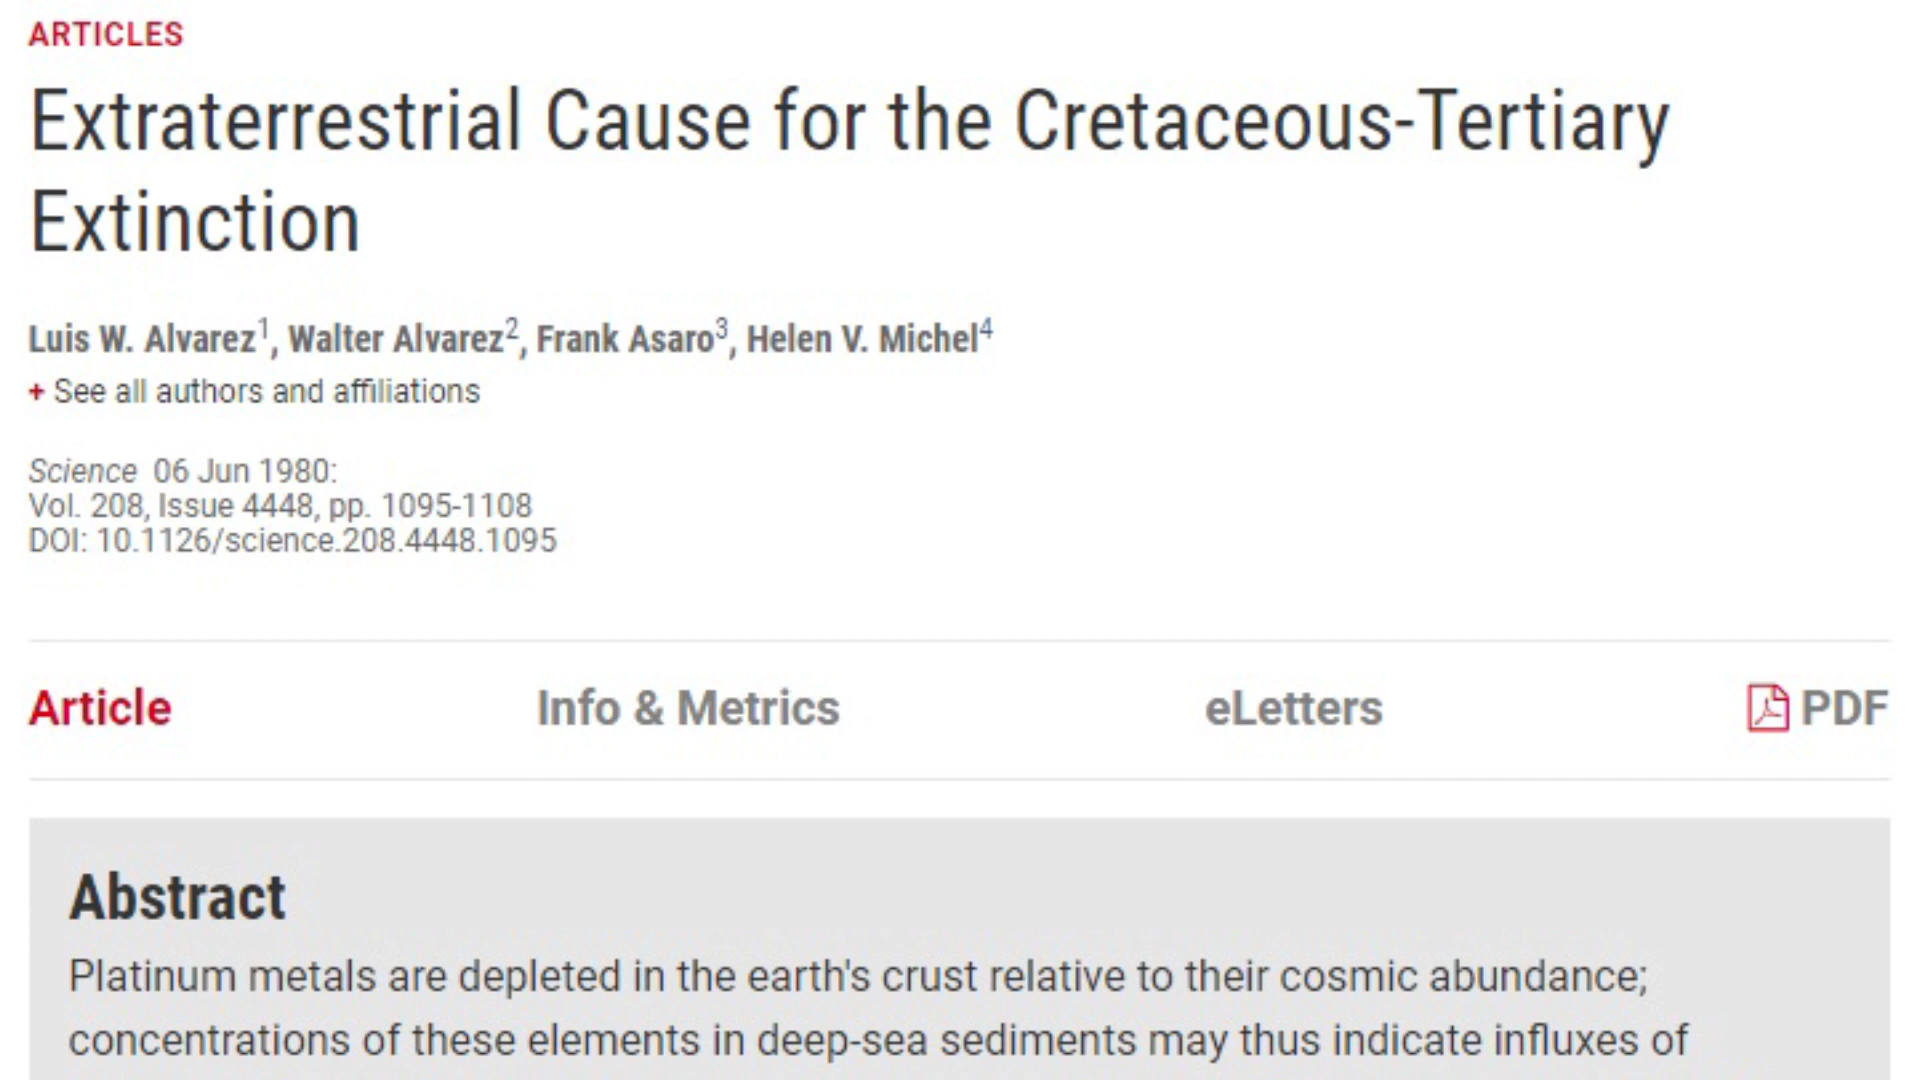 ARTICLES
Extraterrestrial Cause for the Cretaceous-Tertiary
Extinction
Luis W. Alvarez1, Walter Alvarez2, Frank Asaro3, Helen V. Michel4
+ See all authors and affiliations
Science 06 Jun 1980:
Vol. 208, Issue 4448, pp. 1095-1108
DOI: 10.1126/science.208.4448.1095
Article Info & Metrics eLetters PDF
Abstract
Platinum metals are depleted in the earth's crust relative to their cosmic abundance;
concentrations of these elements in deep-sea sediments may thus indicate influxes of